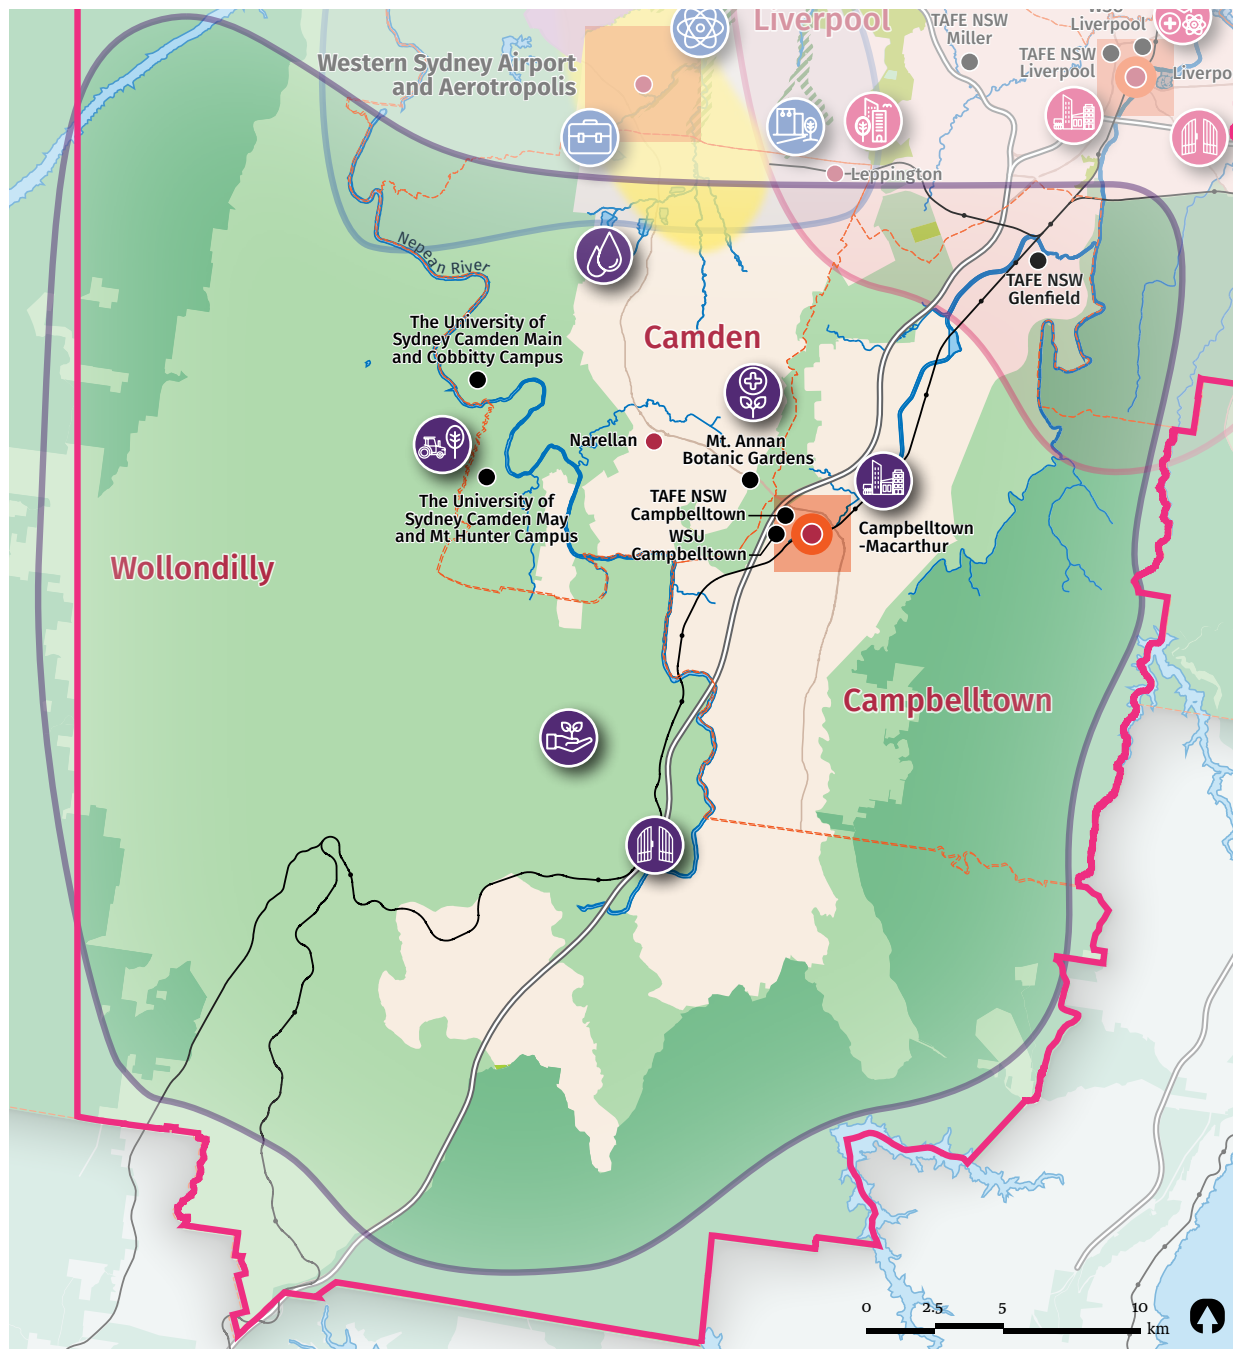 Liverpool
TAFE NSW
Miller
Liverpool
TAFE NSW
Liverpool
Western Sydney Airport
and Aerotropolis
Leppington
Nepean River
TAFE NSW
Glenfield
The University of
Sydney Camden Main
and Cobbitty Campus
Camden
Narellan
Mt. Annan
Botanic Gardens
The University of
Sydney Camden May
and Mt Hunter Campus
TAFE NSW
Campbelltown
WSU
Campbelltown
Campbelltown
-Macarthur
Wollondilly
Campbelltown
0 2.5 5 10
km